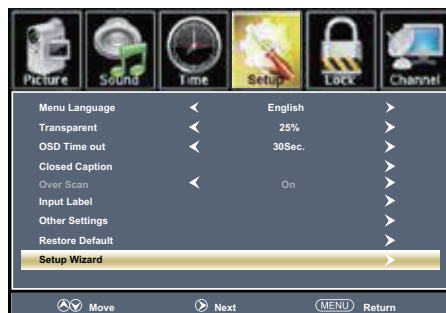 Picture Sound Time Setup Lock Channel
Menu Language English
Transparent 25%
OSD Time out 30Sec.
Closed Caption
Over Scan On
Input Label
Other Settings
Restore Default
Setup Wizard
Move Next MENU Return